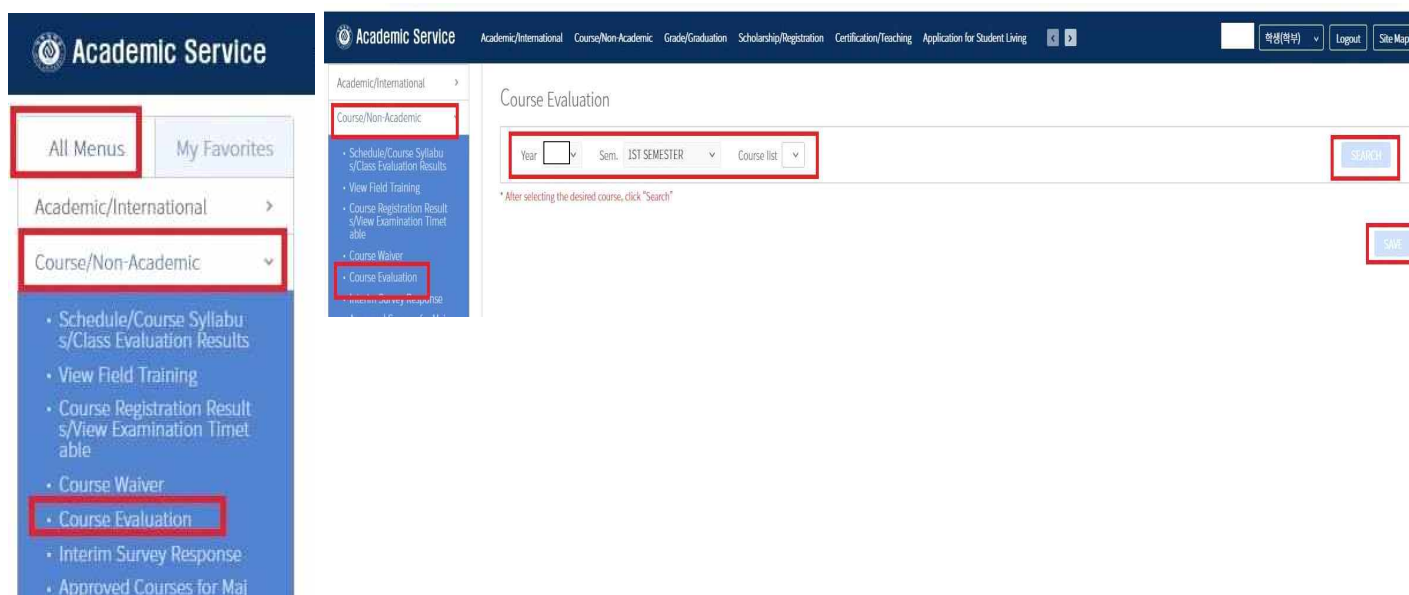 Academic Service
All Menus
My Favorites
Academic/International
Course/Non-Academic
• Schedule/Course Syllabu
s/Class Evaluation Results
• View Field Training
• Course Registration Result
s/View Examination Timet
able
• Course Waiver
• Course Evaluation
• Interim Survey Response
• Approved Courses for Maj
Academic Service
Academic/International Course/Non-Academic Grade/Graduation Scholarship/Registration Certification/Teaching Application for Student Living
학생(학부) Logout Site Map
Academic/International
Course/Non-Academic
• Schedule/Course Syllabu
s/Class Evaluation Results
• View Field Training
• Course Registration Result
s/View Examination Timet
able
• Course Waiver
• Course Evaluation
• Interim Survey Response
Course Evaluation
Year Sem. 1ST SEMESTER Course list
SEARCH
* After selecting the desired course, click "Search"
SAVE